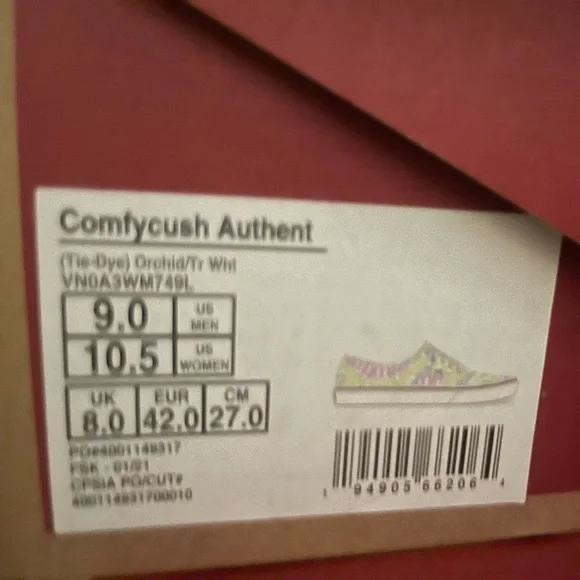 Comfycush Authent
(Tie-Dye) Orchid/Tr Wht
VN0A3WM749L
9.0 US MEN
10.5 US WOMEN
UK EUR CM
8.0 42.0 27.0
PO#4001149317
FSK - 01/21
CPSIA PO/CUT#
400114931700010
1 94905 66206 4